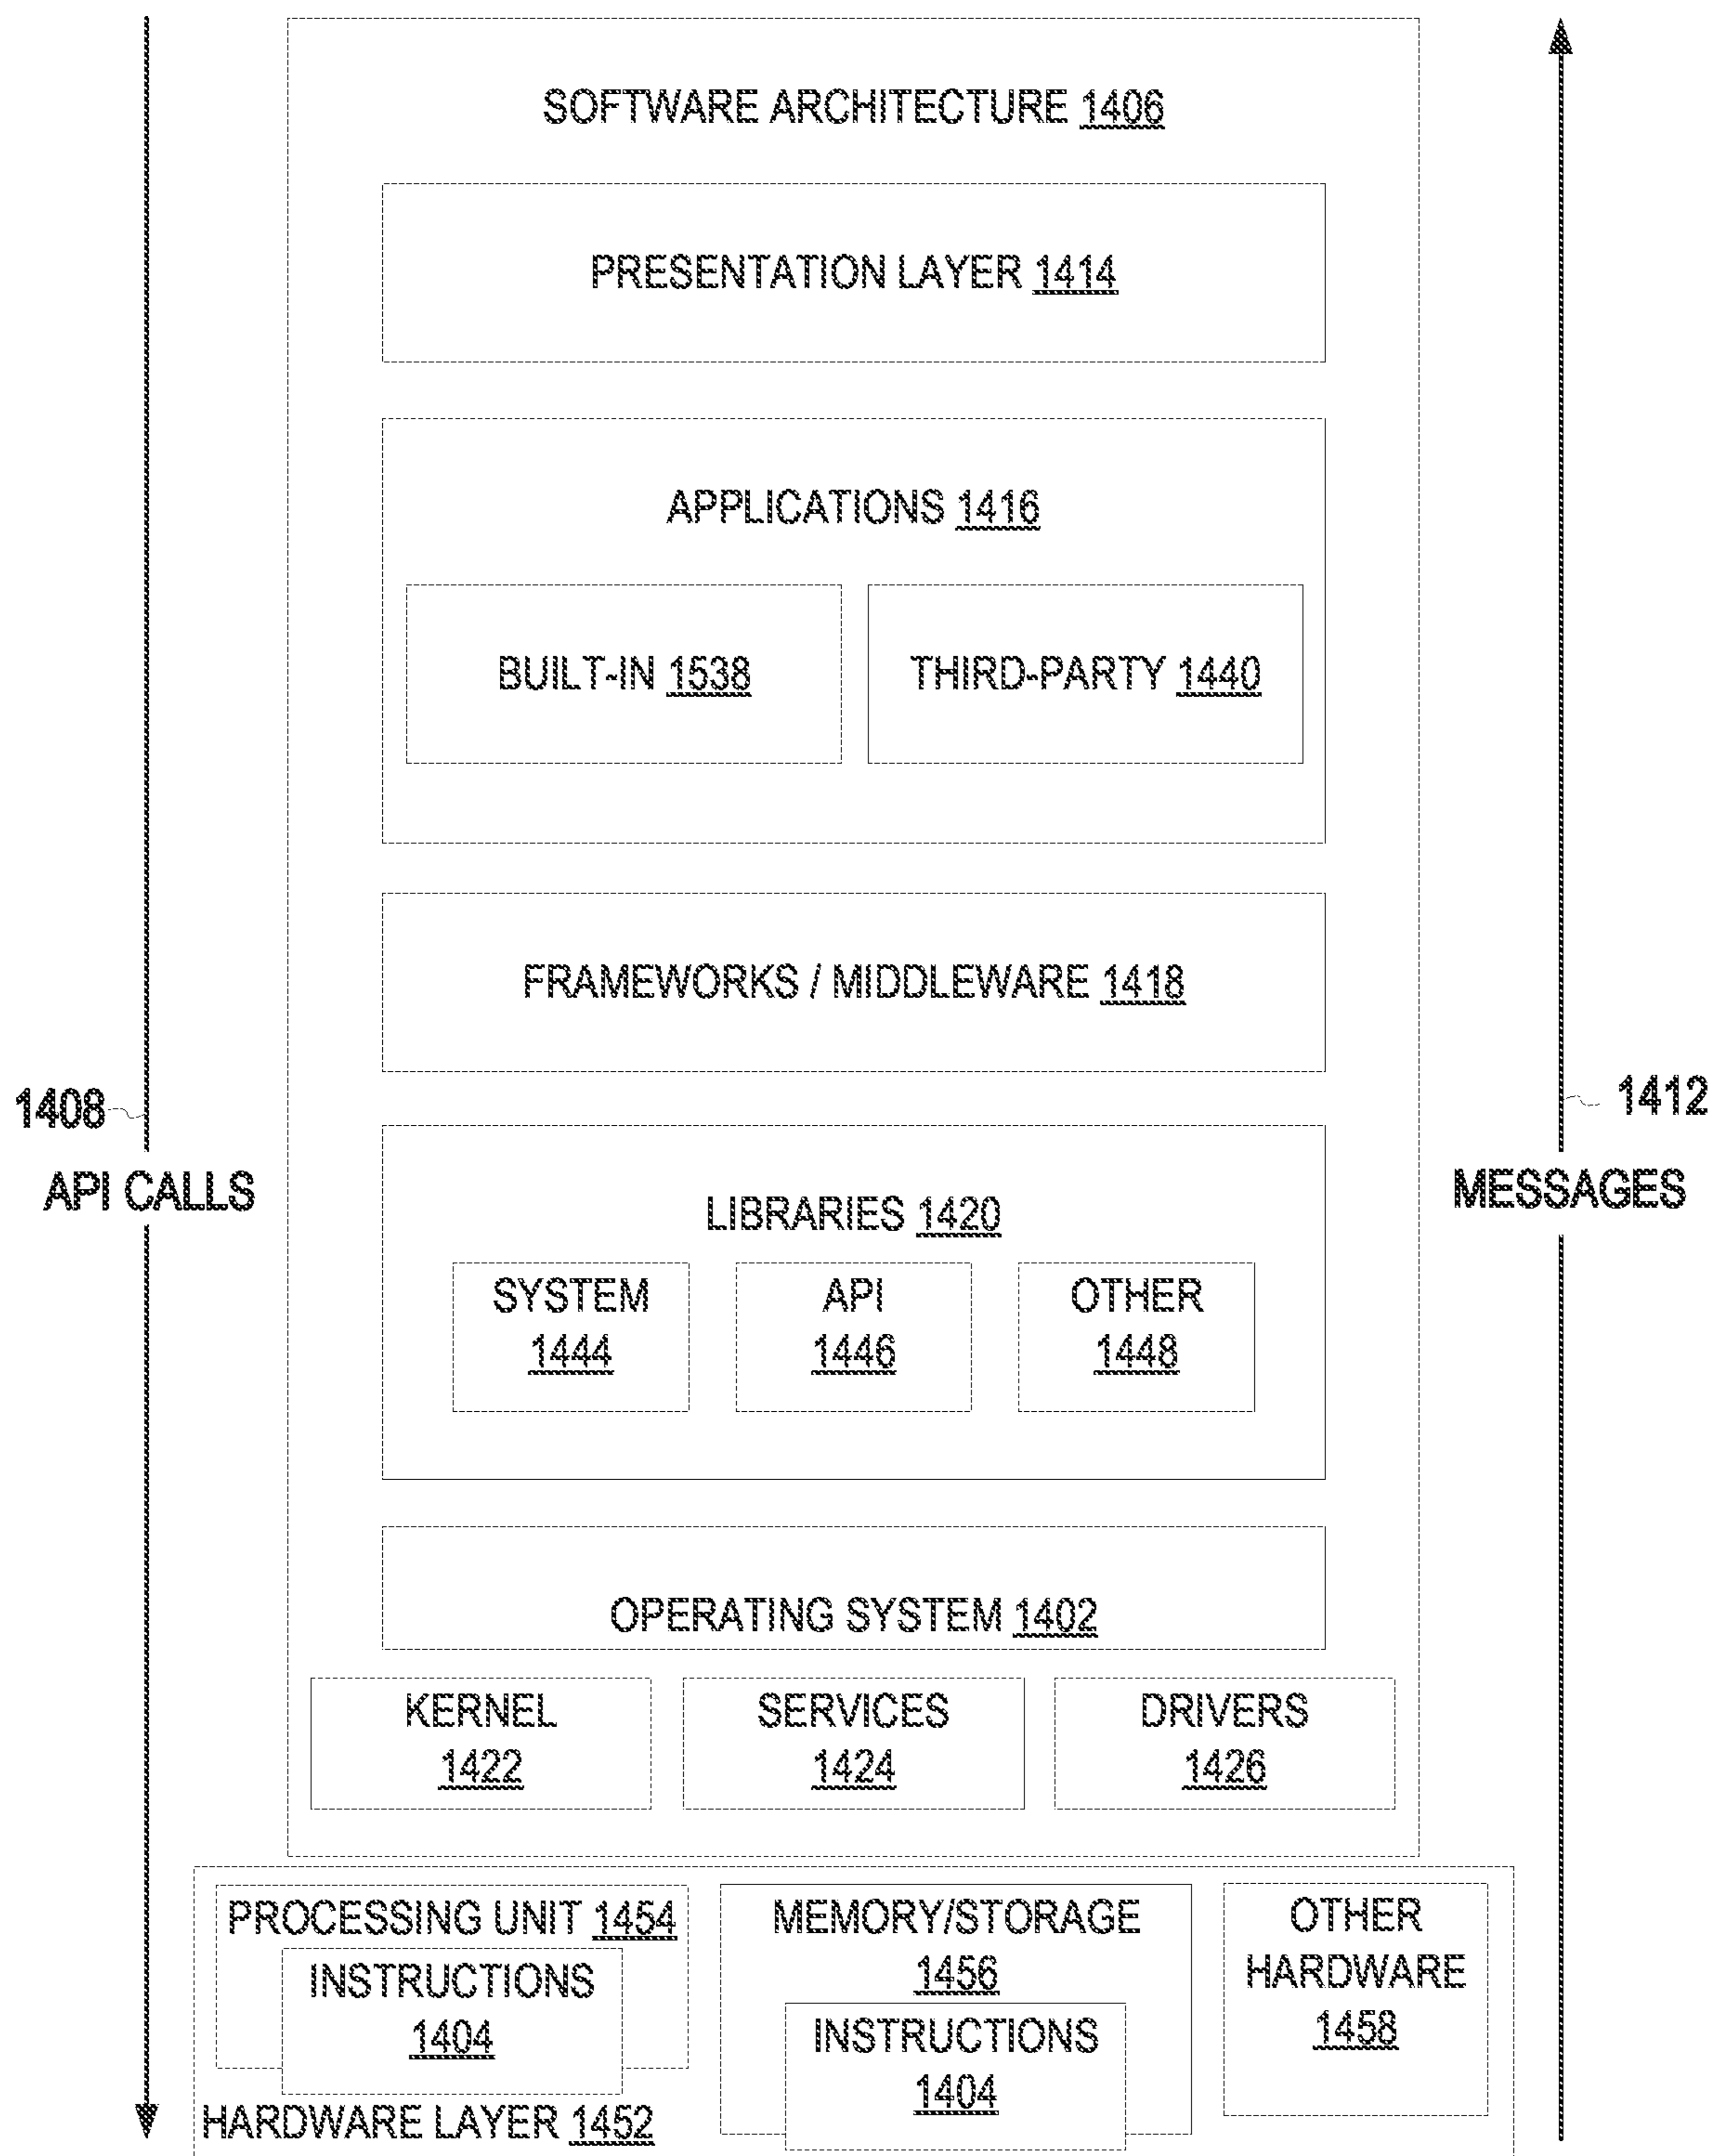 SOFTWARE ARCHITECTURE 1406
PRESENTATION LAYER 1414
APPLICATIONS 1416
BUILT-IN 1538
THIRD-PARTY 1440
FRAMEWORKS / MIDDLEWARE 1418
1408
API CALLS
1412
MESSAGES
LIBRARIES 1420
SYSTEM
1444
API
1446
OTHER
1448
OPERATING SYSTEM 1402
KERNEL
1422
SERVICES
1424
DRIVERS
1426
PROCESSING UNIT 1454
INSTRUCTIONS
1404
MEMORY/STORAGE
1456
INSTRUCTIONS
1404
OTHER
HARDWARE
1458
HARDWARE LAYER 1452